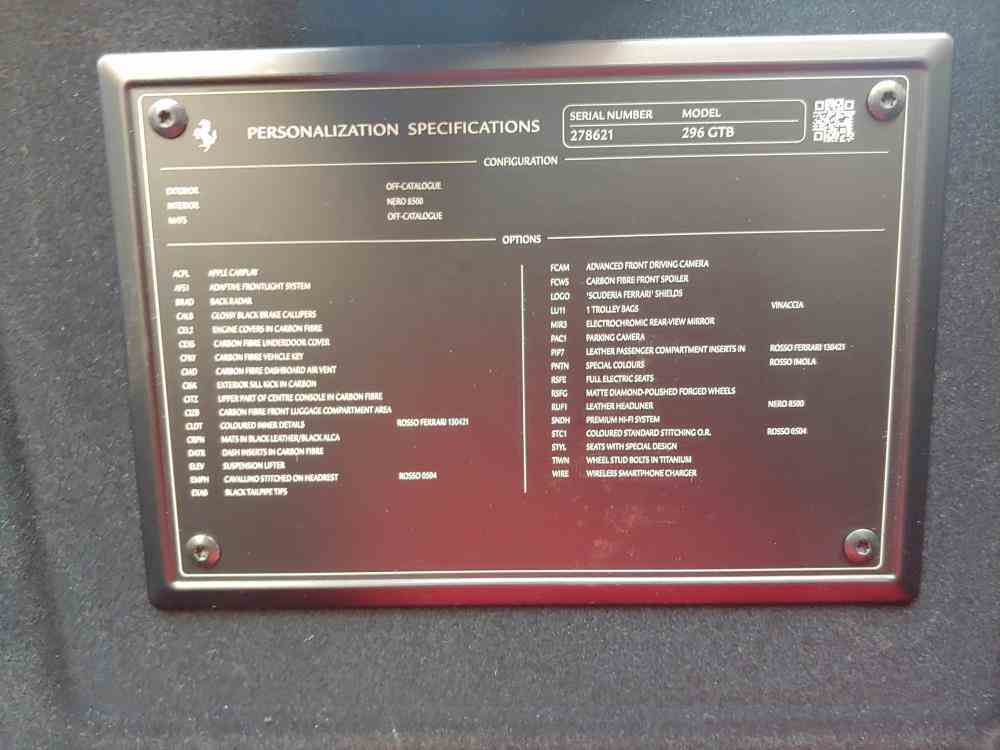 PERSONALIZATION SPECIFICATIONS
SERIAL NUMBER MODEL
278621 296 GTB
CONFIGURATION
EXTERIOR OFF-CATALOGUE
INTERIOR NERO 8500
MATS OFF-CATALOGUE
OPTIONS
ACPL APPLE CARPLAY
AFS1 ADAPTIVE FRONTLIGHT SYSTEM
BRAD BACK RADAR
CALB GLOSSY BLACK BRAKE CALLIPERS
CEL2 ENGINE COVERS IN CARBON FIBRE
CARBON FIBRE UNDERDOOR COVER
CARBON FIBRE VEHICLE KEY
CARBON FIBRE DASHBOARD AIR VENT
EXTERIOR SILL KICK IN CARBON
UPPER PART OF CENTRE CONSOLE IN CARBON FIBRE
CARBON FIBRE FRONT LUGGAGE COMPARTMENT AREA
CLDT COLOURED INNER DETAILS ROSSO FERRARI 130421
MATS IN BLACK LEATHER/BLACK ALCA
DASH INSERTS IN CARBON FIBRE
ELEV SUSPENSION LIFTER
EMPH CAVALLINO STITCHED ON HEADREST ROSSO 0504
EXAB BLACK TAILPIPE TIPS
FCAM ADVANCED FRONT DRIVING CAMERA
FCWS CARBON FIBRE FRONT SPOILER
LOGO 'SCUDERIA FERRARI' SHIELDS
LU11 1 TROLLEY BAGS VINACCIA
MIR3 ELECTROCHROMIC REAR-VIEW MIRROR
PAC1 PARKING CAMERA
PIP7 LEATHER PASSENGER COMPARTMENT INSERTS IN ROSSO FERRARI 130421
PNTN SPECIAL COLOURS ROSSO IMOLA
RSFE FULL ELECTRIC SEATS
RSFG MATTE DIAMOND-POLISHED FORGED WHEELS
RUF1 LEATHER HEADLINER NERO 8500
SNDH PREMIUM HI-FI SYSTEM
STC1 COLOURED STANDARD STITCHING O.R. ROSSO 0504
STYL SEATS WITH SPECIAL DESIGN
TIWN WHEEL STUD BOLTS IN TITANIUM
WIRE WIRELESS SMARTPHONE CHARGER